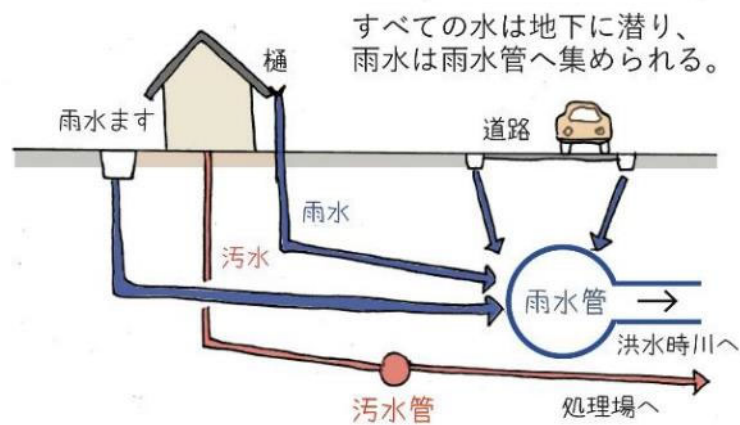 すべての水は地下に潜り、
雨水は雨水管へ集められる。
樋
雨水ます
道路
雨水
汚水
雨水管
→
洪水時川へ
汚水管
処理場へ